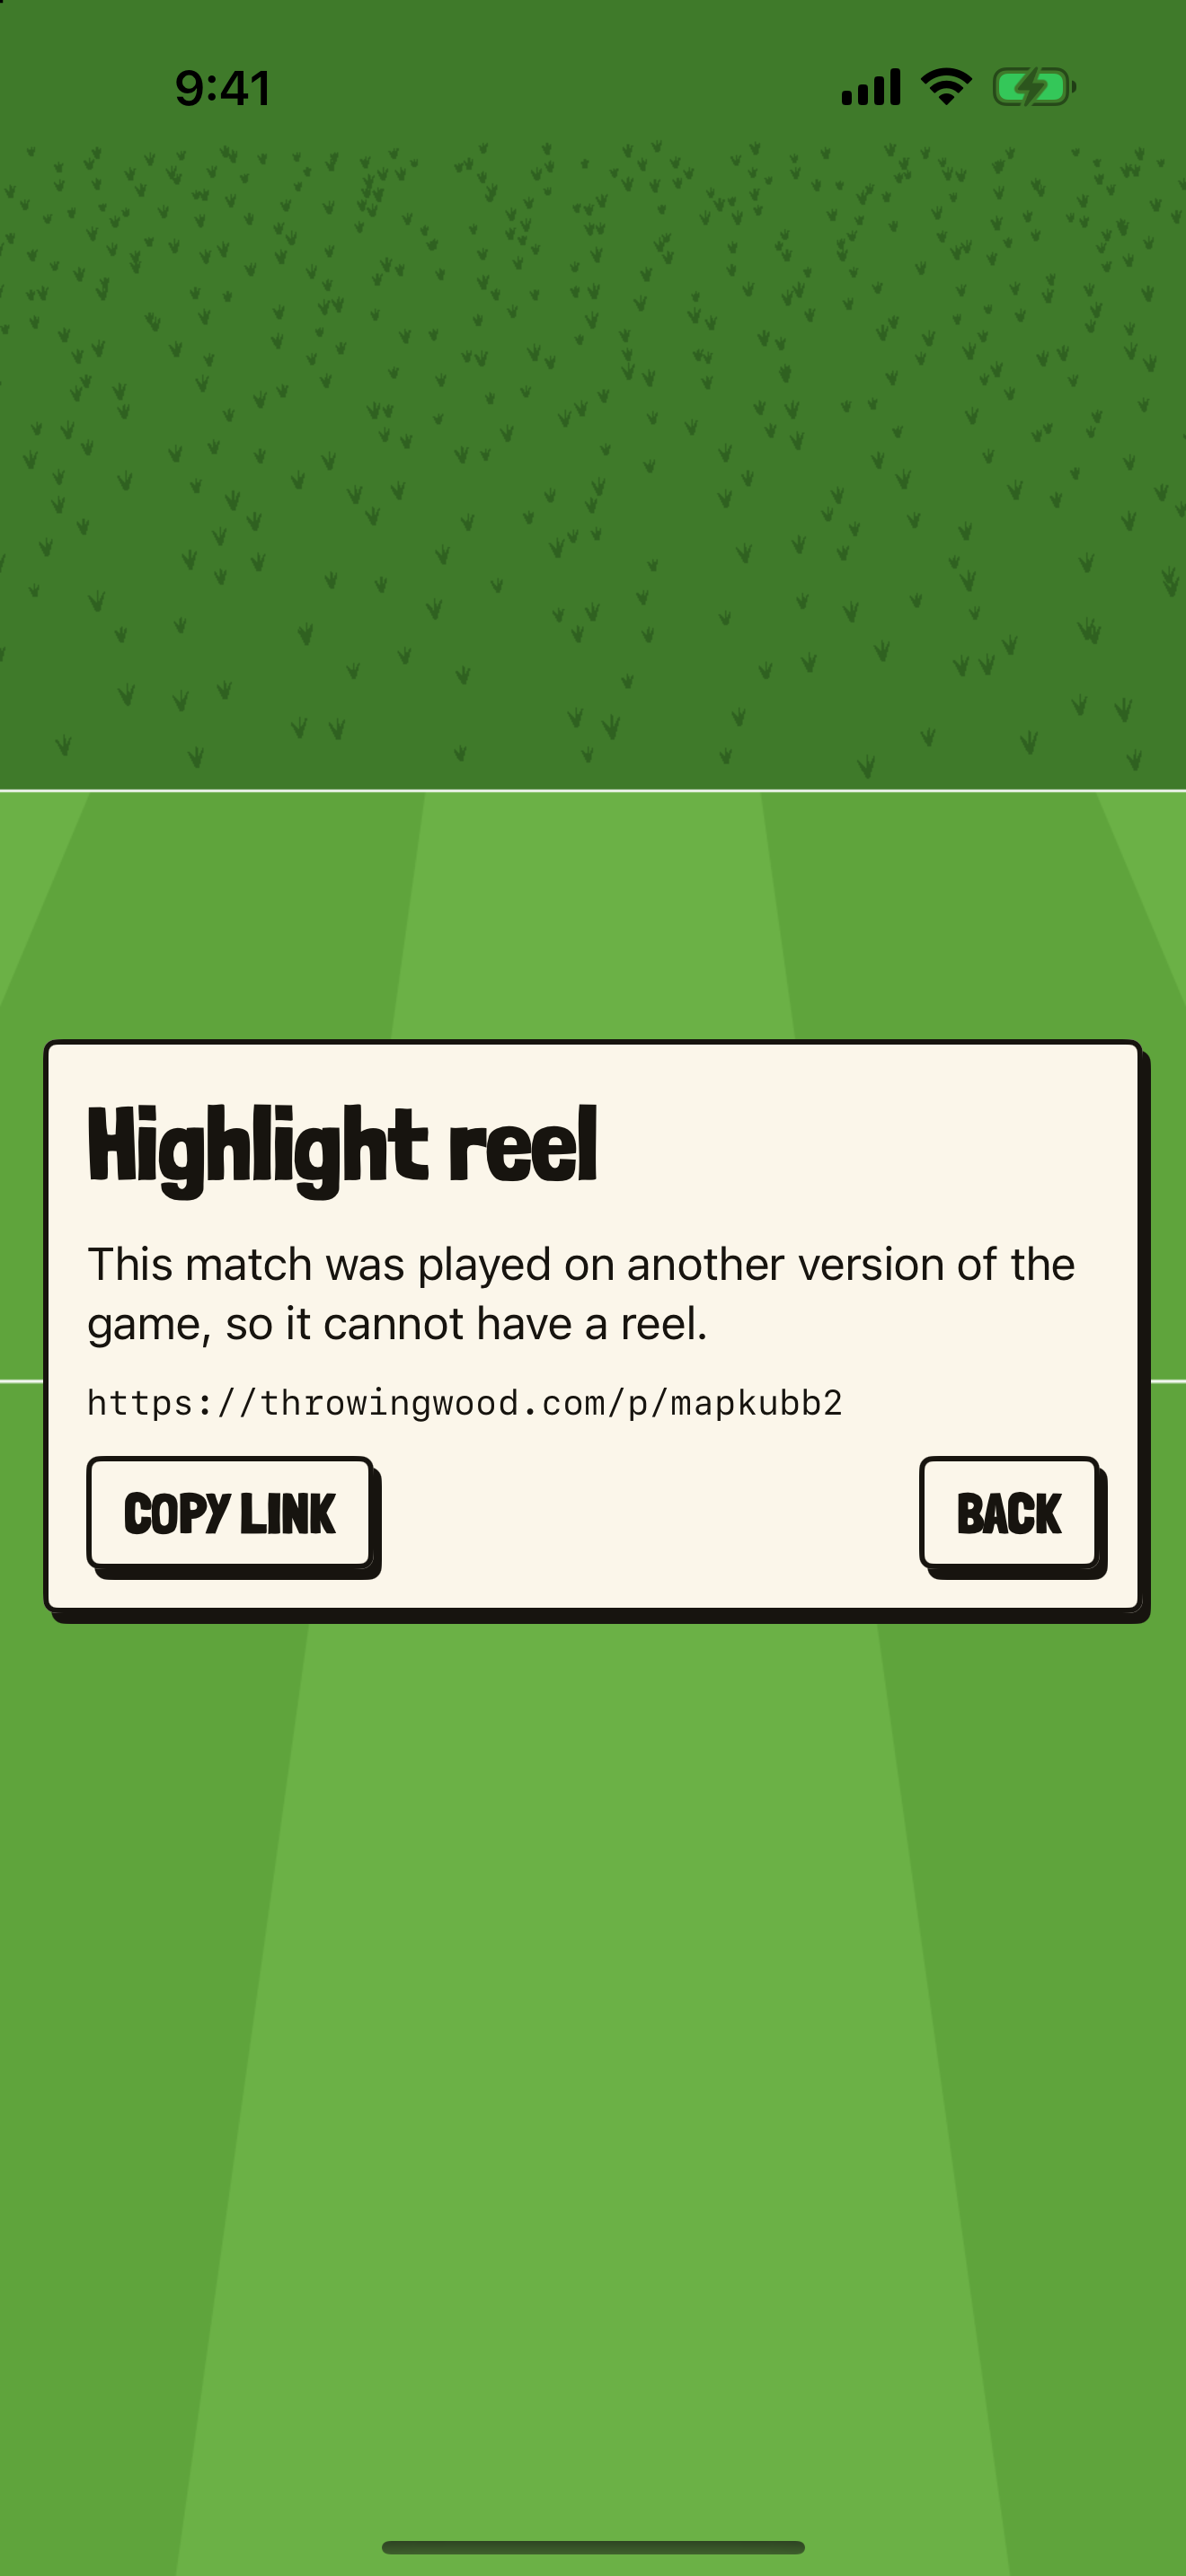 9:41
Highlight reel
This match was played on another version of the
game, so it cannot have a reel.
https://throwingwood.com/p/mapkubb2
COPY LINK
BACK